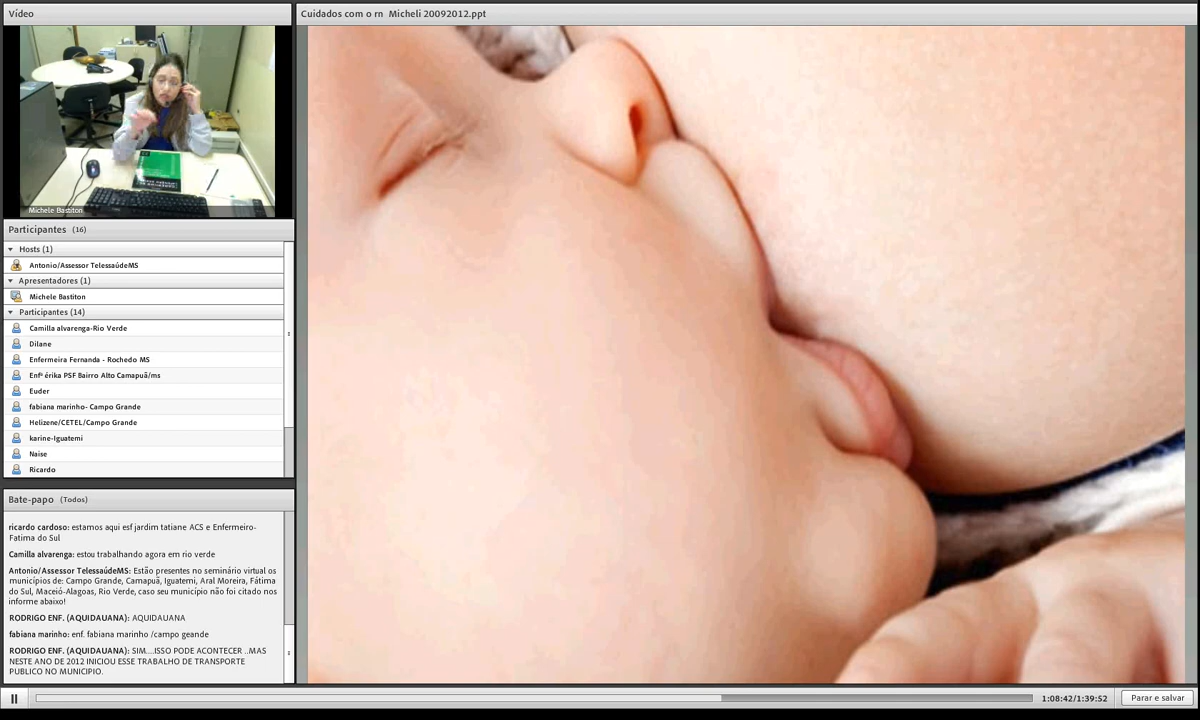 Vídeo
Michele Bastiton
Participantes (16)
Hosts (1)
Antonio/Assessor TelessaúdeMS
Apresentadores (1)
Michele Bastiton
Participantes (14)
Camilla alvarenga-Rio Verde
Dilane
Enfermeira Fernanda - Rochedo MS
Enfª érika PSF Bairro Alto Camapuã/ms
Euder
fabiana marinho- Campo Grande
Helizene/CETEL/Campo Grande
karine-Iguatemi
Naise
Ricardo
Bate-papo (Todos)
ricardo cardoso: estamos aqui esf jardim tatiane ACS e Enfermeiro-
Fatima do Sul
Camilla alvarenga: estou trabalhando agora em rio verde
Antonio/Assessor TelessaúdeMS: Estão presentes no seminário virtual os
municípios de: Campo Grande, Camapuã, Iguatemi, Aral Moreira, Fátima
do Sul, Maceió-Alagoas, Rio Verde, caso seu município não foi citado nos
informe abaixo!
RODRIGO ENF. (AQUIDAUANA): AQUIDAUANA
fabiana marinho: enf. fabiana marinho /campo geande
RODRIGO ENF. (AQUIDAUANA): SIM....ISSO PODE ACONTECER ..MAS
NESTE ANO DE 2012 INICIOU ESSE TRABALHO DE TRANSPORTE
PUBLICO NO MUNICIPIO.
Cuidados com o rn Micheli 20092012.ppt
1:08:42/1:39:52
Parar e salvar